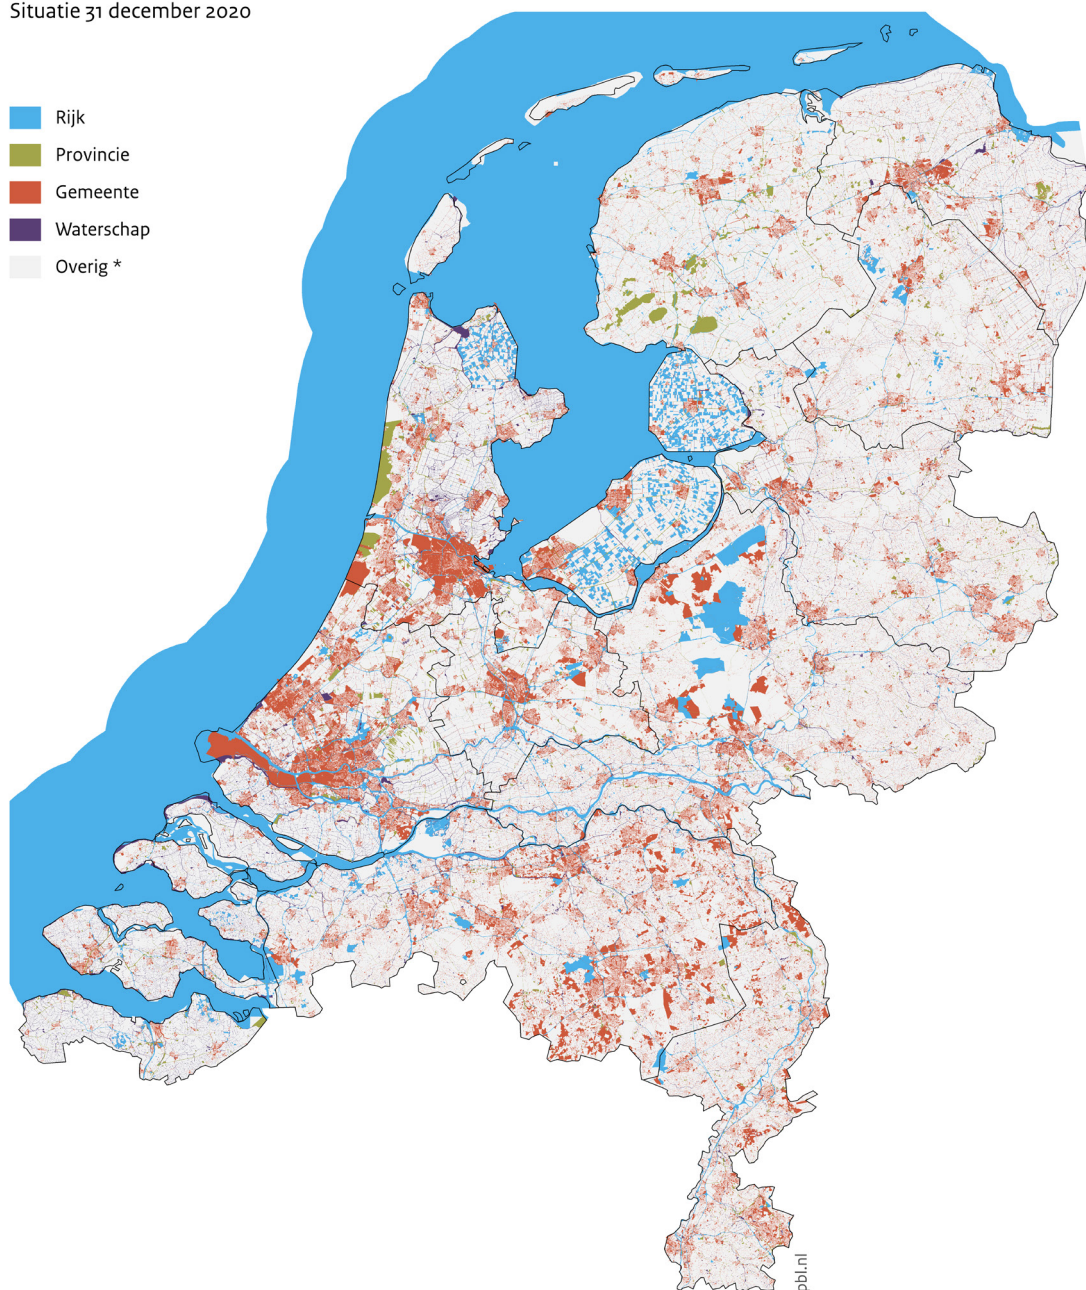 Situatie 31 december 2020
Rijk
Provincie
Gemeente
Waterschap
Overig *
pbl.nl